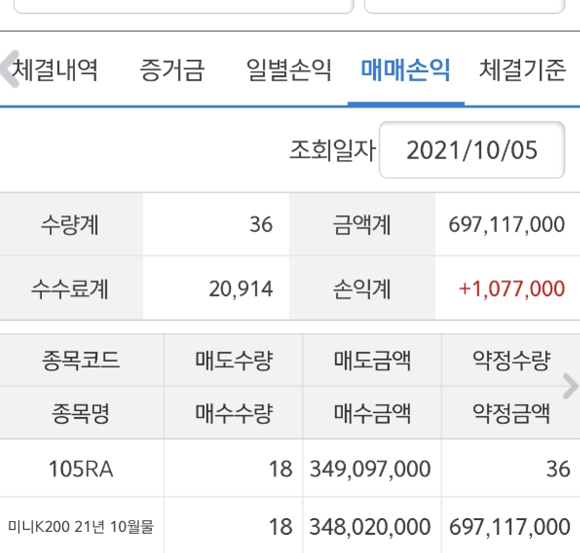 체결내역 증거금 일별손익 매매손익 체결기준
조회일자 2021/10/05
수량계 36 금액계 697,117,000
수수료계 20,914 손익계 +1,077,000
종목코드 매도수량 매도금액 약정수량
종목명 매수수량 매수금액 약정금액
105RA 18 349,097,000 36
미니K200 21년 10월물 18 348,020,000 697,117,000